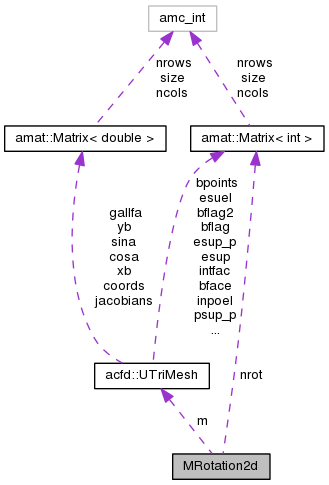 amc_int
nrows
size
ncols
nrows
size
ncols
amat::Matrix< double >
amat::Matrix< int >
gallfa
yb
sina
cosa
xb
coords
jacobians
bpoints
esuel
bflag2
bflag
esup_p
esup
intfac
bface
inpoel
psup_p
...
acfd::UTriMesh
nrot
m
MRotation2d